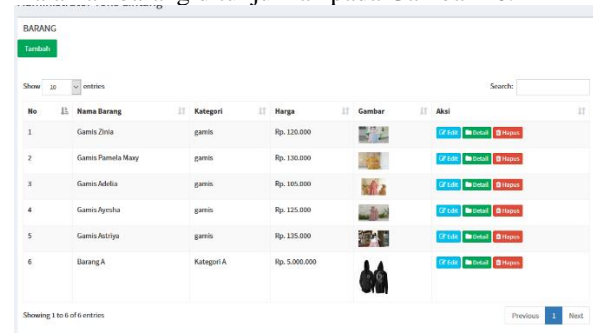 BARANG
Tambah
Show 10 entries Search:
No Nama Barang Kategori Harga Gambar Aksi
1 Gamis Zinia gamis Rp. 120.000 Edit Detail Hapus
2 Gamis Pamela Maxy gamis Rp. 130.000 Edit Detail Hapus
3 Gamis Adelia gamis Rp. 105.000 Edit Detail Hapus
4 Gamis Ayesha gamis Rp. 125.000 Edit Detail Hapus
5 Gamis Astriya gamis Rp. 135.000 Edit Detail Hapus
6 Barang A Kategori A Rp. 5.000.000 Edit Detail Hapus
Showing 1 to 6 of 6 entries Previous 1 Next